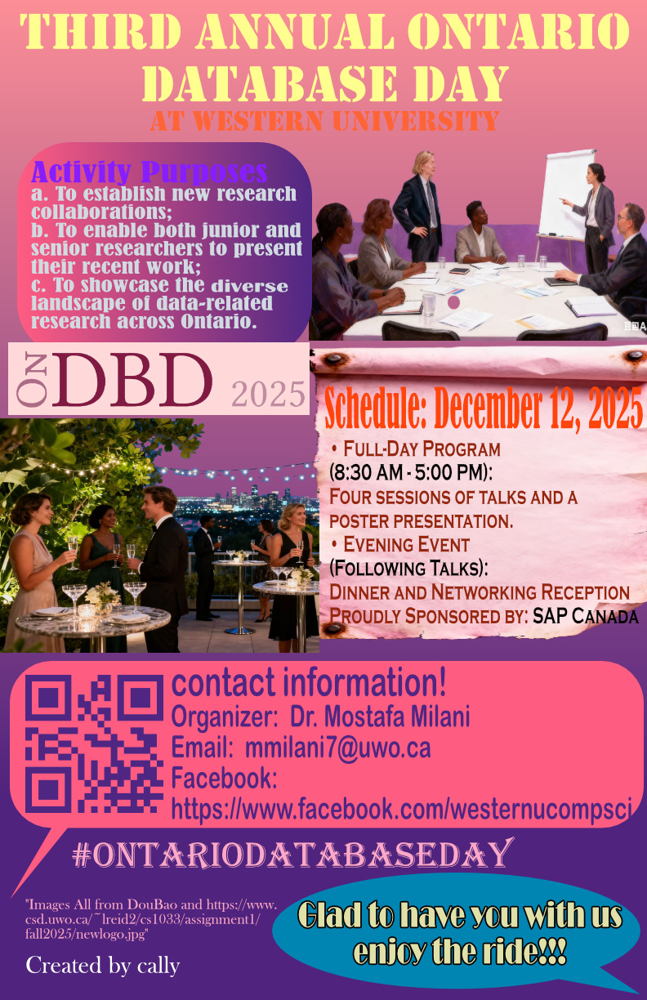 THIRD ANNUAL ONTARIO
DATABASE DAY
AT WESTERN UNIVERSITY
Activity Purposes
a. To establish new research
collaborations;
b. To enable both junior and
senior researchers to present
their recent work;
c. To showcase the diverse
landscape of data-related
research across Ontario.
ON DBD 2025
Schedule: December 12, 2025
• Full-Day Program
(8:30 AM - 5:00 PM):
Four sessions of talks and a
poster presentation.
• Evening Event
(Following Talks):
Dinner and Networking Reception
Proudly Sponsored by: SAP Canada
contact information!
Organizer: Dr. Mostafa Milani
Email: mmilani7@uwo.ca
Facebook:
https://www.facebook.com/westernucompsci
#ONTARIODATABASEDAY
"Images All from DouBao and https://www.
csd.uwo.ca/~lreid2/cs1033/assignment1/
fall2025/newlogo.jpg"
Created by cally
Glad to have you with us
enjoy the ride!!!